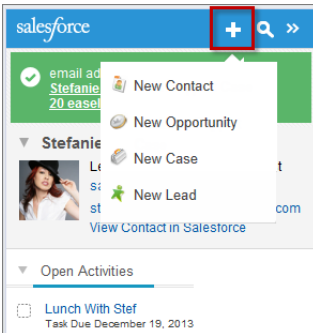 salesforce
email ad
Stefanie
20 easel
New Contact
New Opportunity
New Case
New Lead
Stefanie
Le t
sa
st com
View Contact in Salesforce
Open Activities
Lunch With Stef
Task Due December 19, 2013